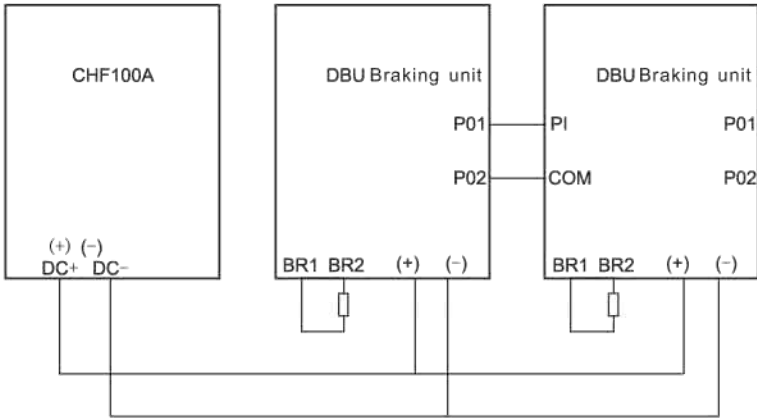 CHF100A
DBU Braking unit
DBU Braking unit
P01
PI
P01
P02
COM
P02
(+) (-)
DC+ DC-
BR1 BR2 (+) (-)
BR1 BR2 (+) (-)